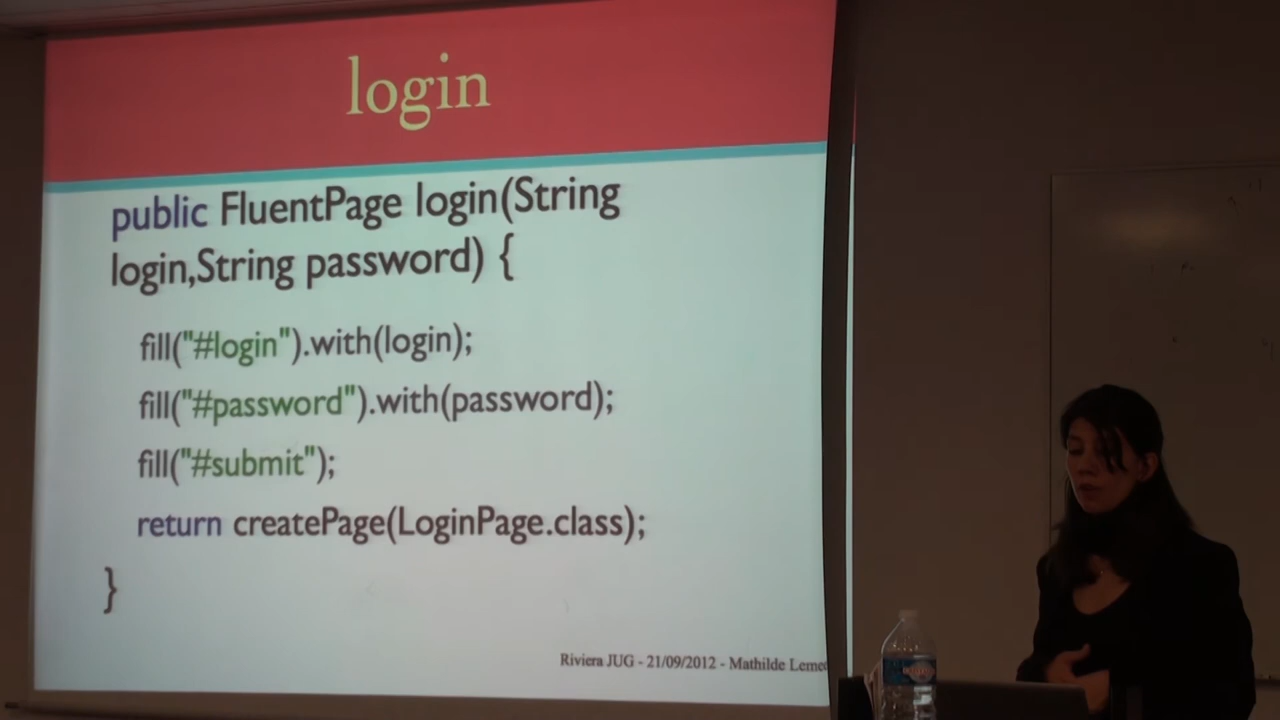 login
public FluentPage login(String
login,String password) {
fill("#login").with(login);
fill("#password").with(password);
fill("#submit");
return createPage(LoginPage.class);
}
Riviera JUG - 21/09/2012 - Mathilde Leme